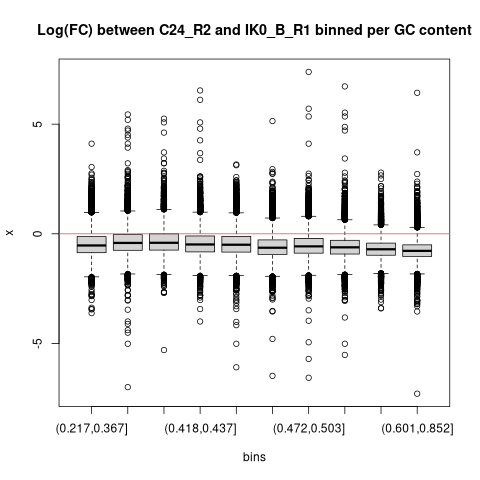 Log(FC) between C24_R2 and IK0_B_R1 binned per GC content
5
x
0
-5
(0.217,0.367]
(0.418,0.437]
(0.472,0.503]
(0.601,0.852]
bins